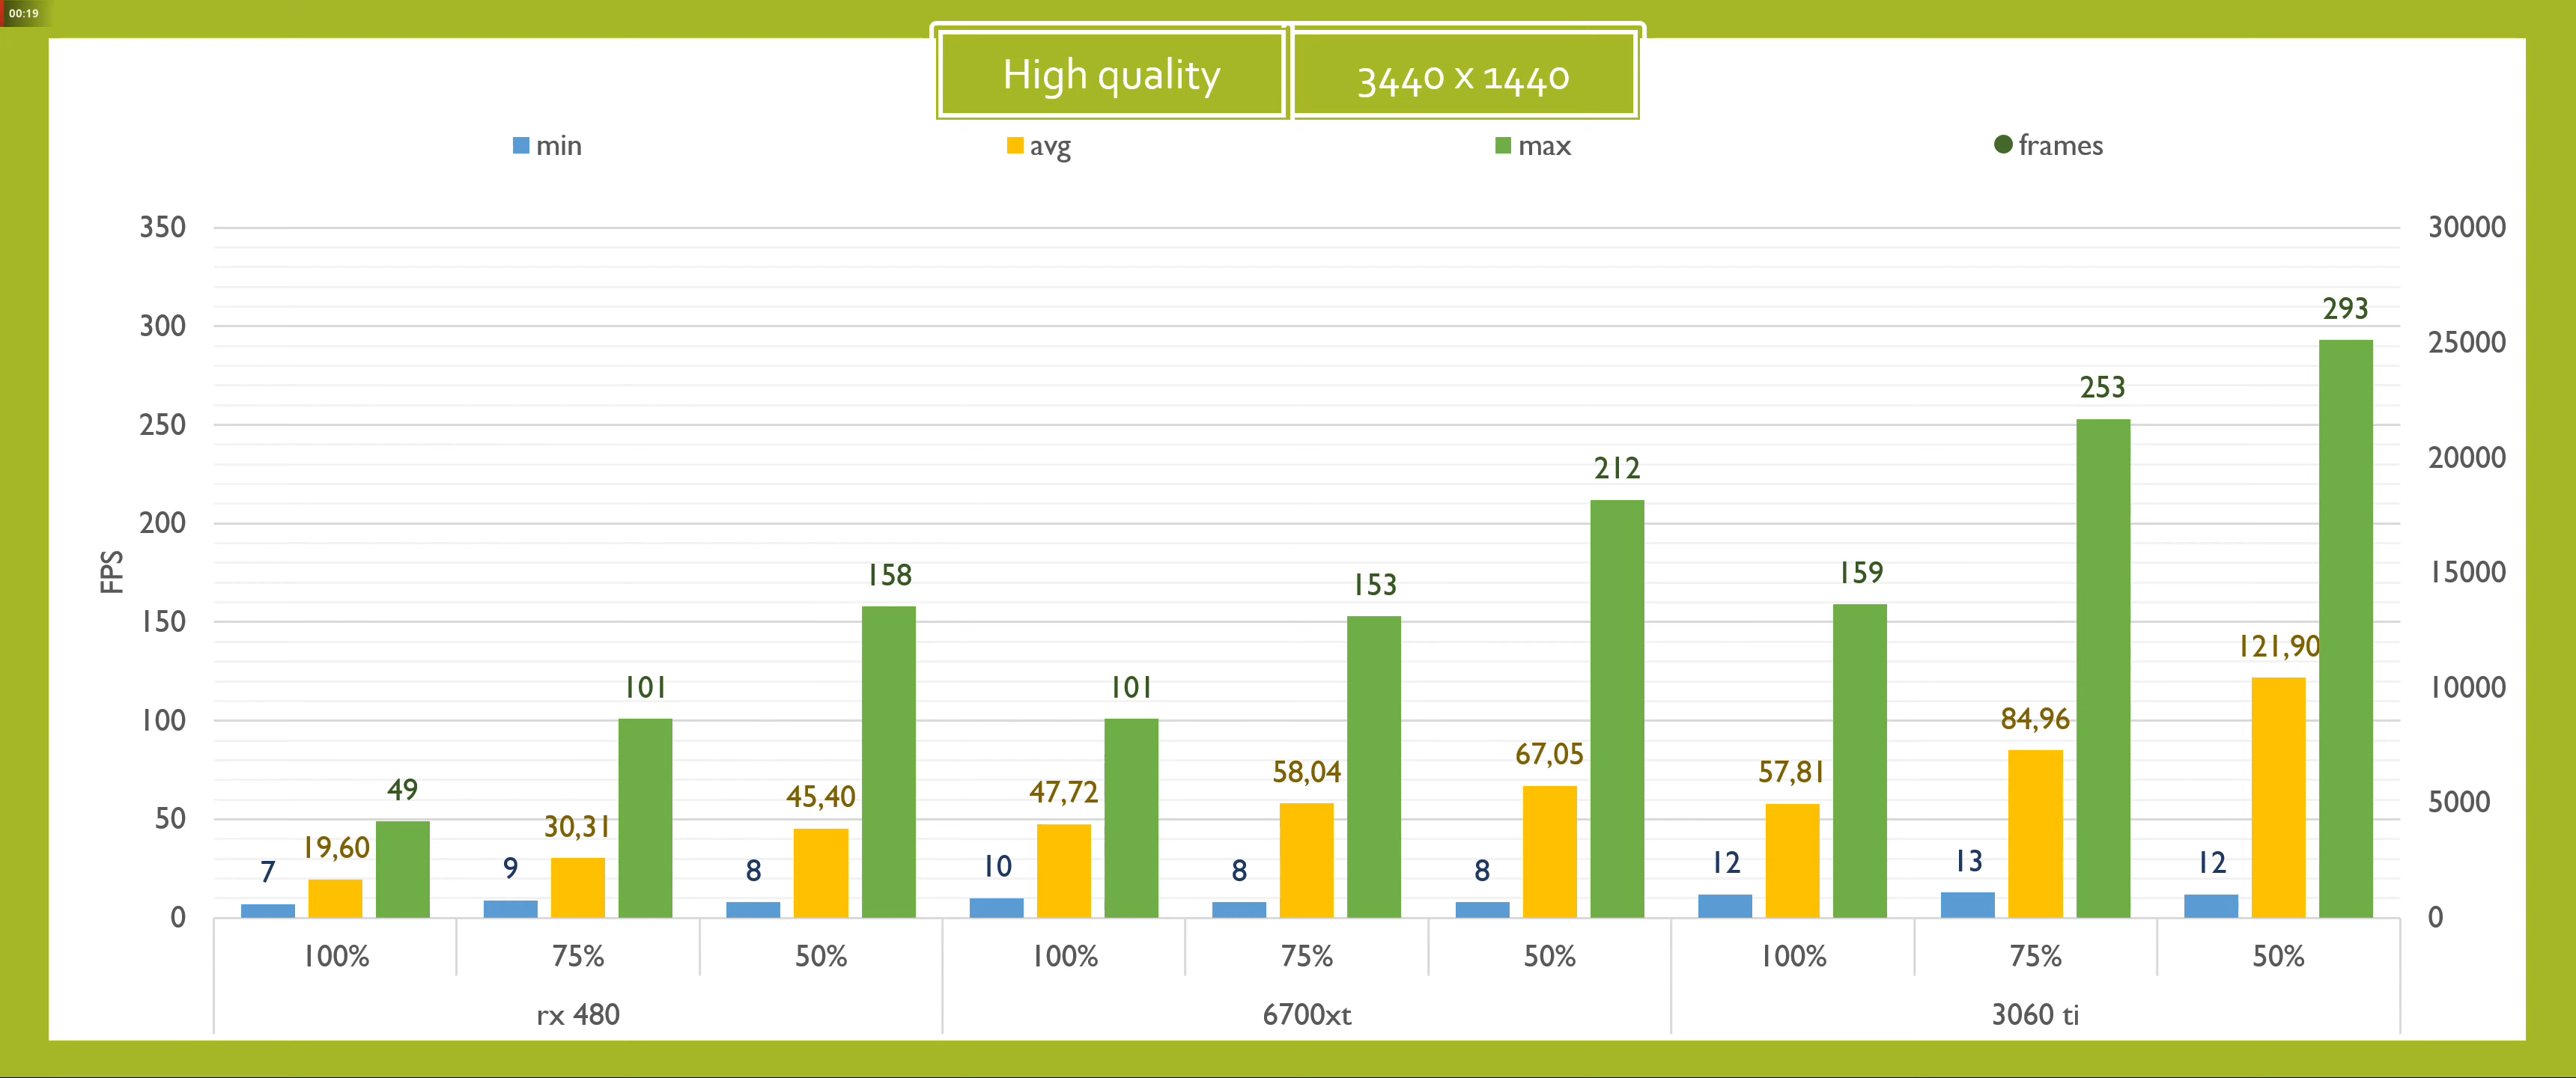 00:19
High quality
3440 x 1440
min avg max frames
350
300
250
200
150
100
50
0
FPS
30000
25000
20000
15000
10000
5000
0
7 19,60 49
9 30,31 101
8 45,40 158
10 47,72 101
8 58,04 153
8 67,05 212
12 57,81 159
13 84,96 253
12 121,90 293
100% 75% 50% 100% 75% 50% 100% 75% 50%
rx 480 6700xt 3060 ti